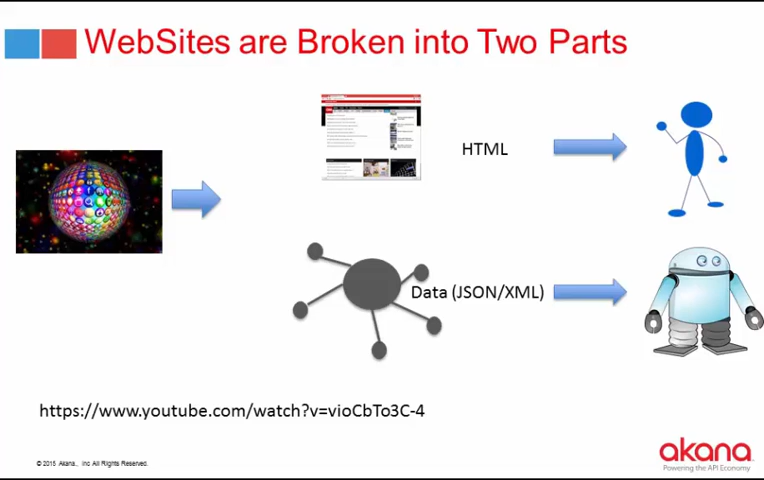 WebSites are Broken into Two Parts
HTML
Data (JSON/XML)
https://www.youtube.com/watch?v=vioCbTo3C-4
© 2015 Akana., Inc All Rights Reserved.
akana
Powering the API Economy